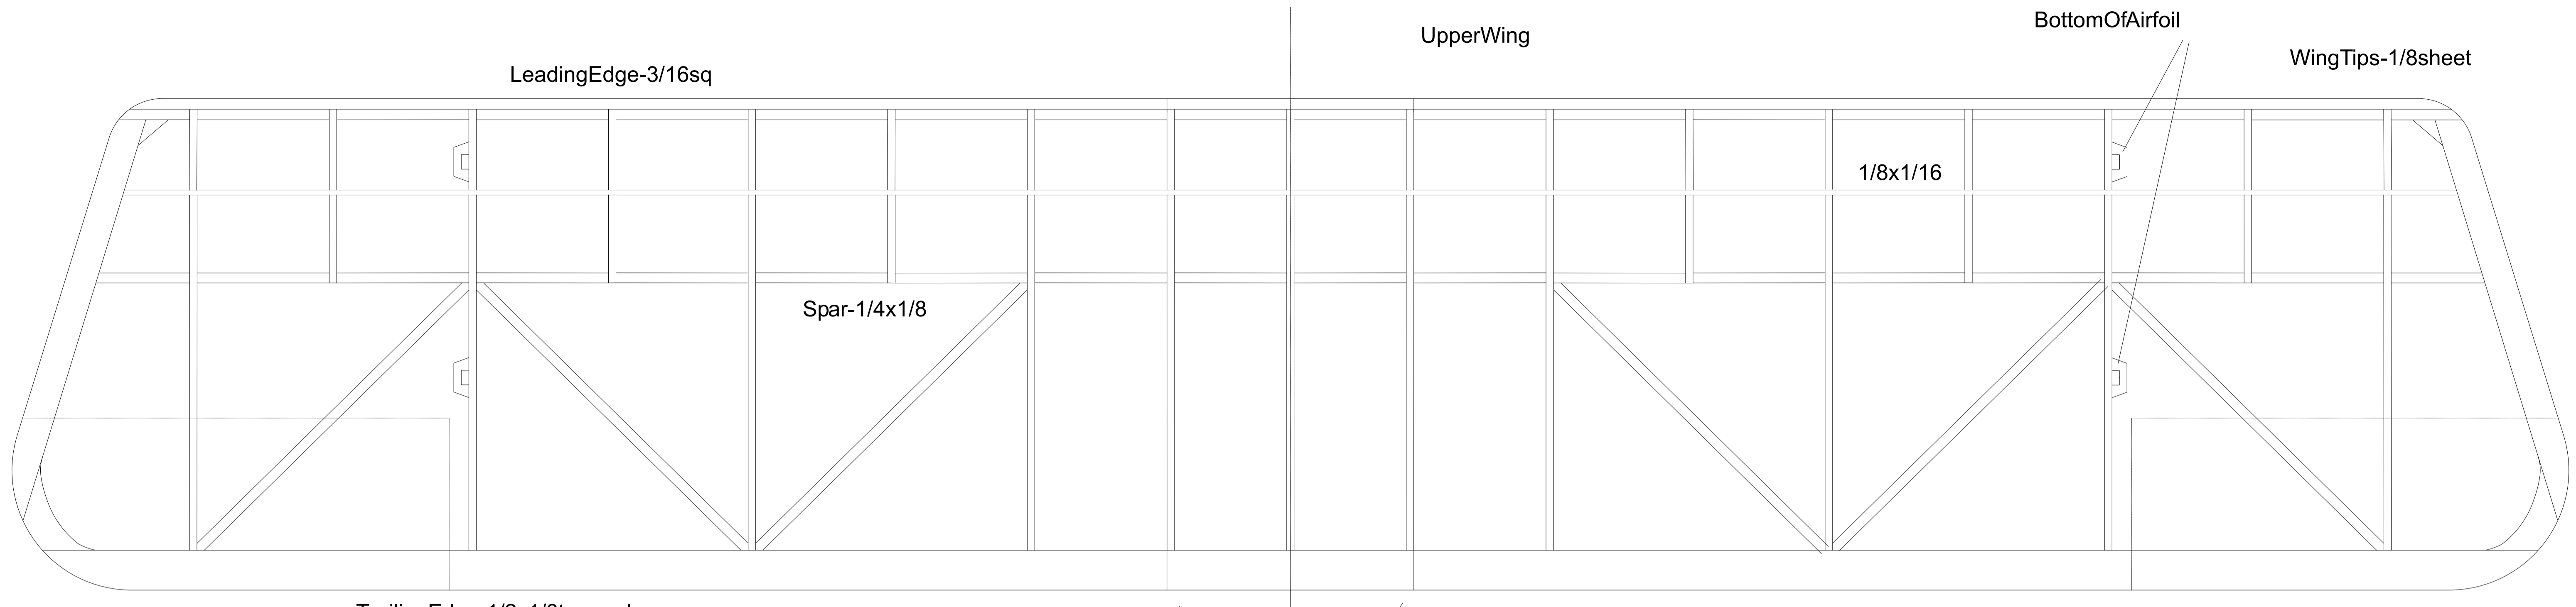 BottomOfAirfoil
UpperWing
WingTips-1/8sheet
LeadingEdge-3/16sq
1/8x1/16
Spar-1/4x1/8